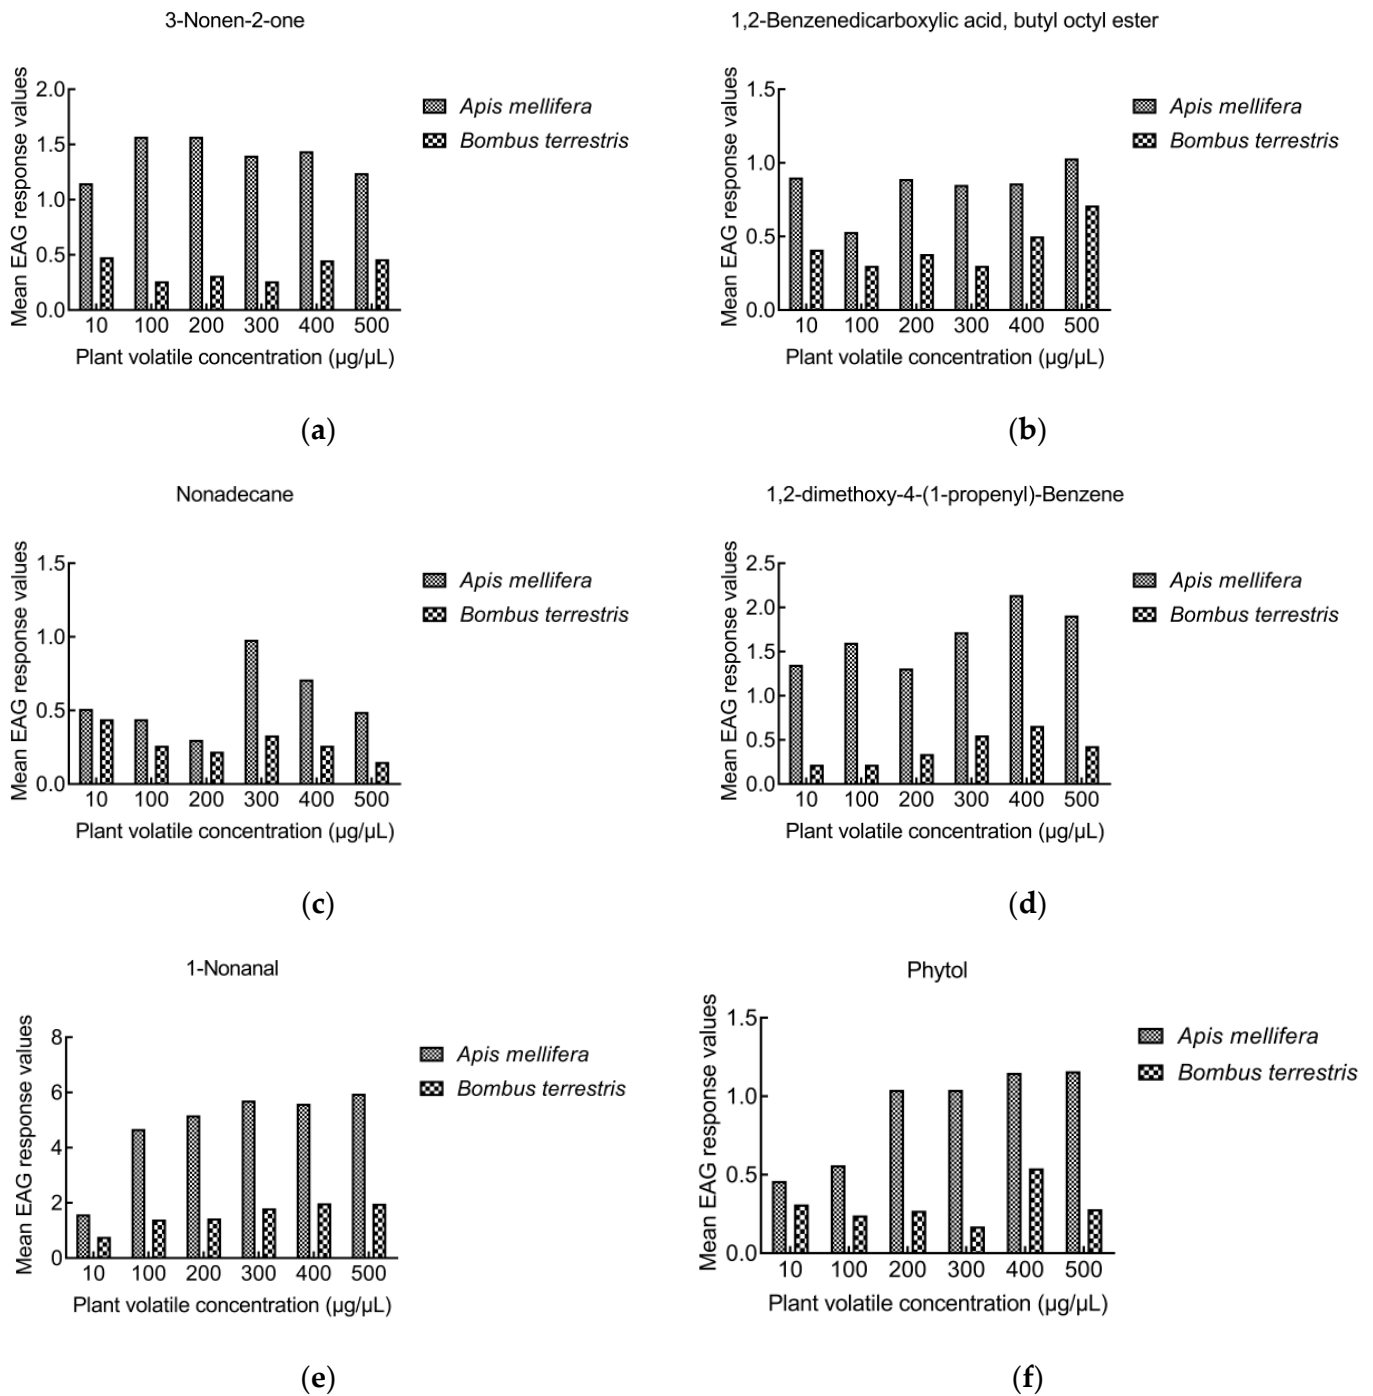 3-Nonen-2-one
Mean EAG response values
2.0
1.5
1.0
0.5
0.0
10 100 200 300 400 500
Plant volatile concentration (µg/µL)
Apis mellifera
Bombus terrestris
(a)
1,2-Benzenedicarboxylic acid, butyl octyl ester
Mean EAG response values
1.5
1.0
0.5
0.0
10 100 200 300 400 500
Plant volatile concentration (µg/µL)
Apis mellifera
Bombus terrestris
(b)
Nonadecane
Mean EAG response values
1.5
1.0
0.5
0.0
10 100 200 300 400 500
Plant volatile concentration (µg/µL)
Apis mellifera
Bombus terrestris
(c)
1,2-dimethoxy-4-(1-propenyl)-Benzene
Mean EAG response values
2.5
2.0
1.5
1.0
0.5
0.0
10 100 200 300 400 500
Plant volatile concentration (µg/µL)
Apis mellifera
Bombus terrestris
(d)
1-Nonanal
Mean EAG response values
8
6
4
2
0
10 100 200 300 400 500
Plant volatile concentration (µg/µL)
Apis mellifera
Bombus terrestris
(e)
Phytol
Mean EAG response values
1.5
1.0
0.5
0.0
10 100 200 300 400 500
Plant volatile concentration (µg/µL)
Apis mellifera
Bombus terrestris
(f)